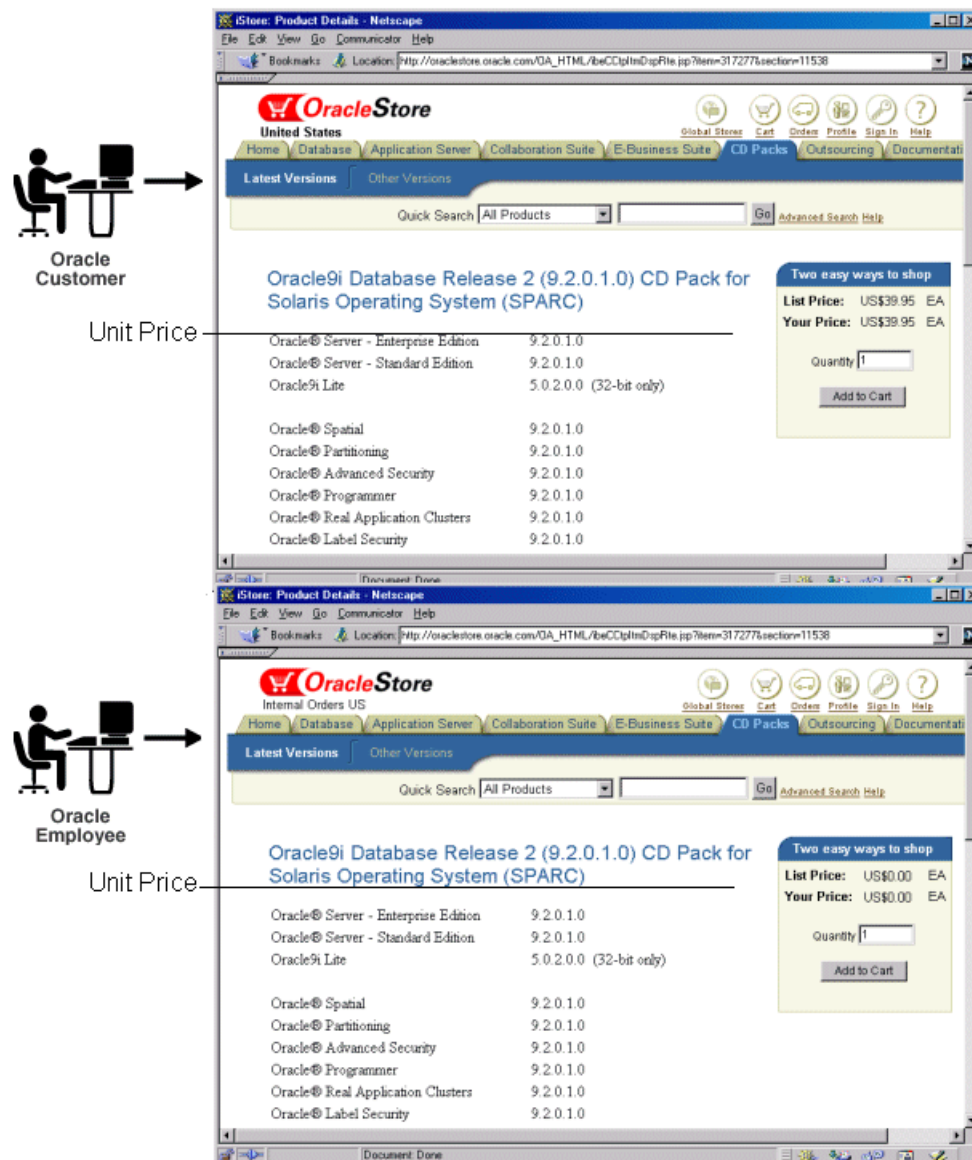 iStore: Product Details - Netscape
File Edit View Go Communicator Help
Bookmarks Location: http://oraclestore.oracle.com/OA_HTML/ibeCCtpItmDspRte.jsp?item=317277&section=11538
OracleStore
United States
Global Stores Cart Orders Profile Sign In Help
Home Database Application Server Collaboration Suite E-Business Suite CD Packs Outsourcing Documentati
Latest Versions Other Versions
Quick Search All Products Go Advanced Search Help
Oracle
Customer
Oracle9i Database Release 2 (9.2.0.1.0) CD Pack for
Solaris Operating System (SPARC)
Two easy ways to shop
List Price: US$39.95 EA
Your Price: US$39.95 EA
Quantity 1
Add to Cart
Unit Price
Oracle® Server - Enterprise Edition 9.2.0.1.0
Oracle® Server - Standard Edition 9.2.0.1.0
Oracle9i Lite 5.0.2.0.0 (32-bit only)
Oracle® Spatial 9.2.0.1.0
Oracle® Partitioning 9.2.0.1.0
Oracle® Advanced Security 9.2.0.1.0
Oracle® Programmer 9.2.0.1.0
Oracle® Real Application Clusters 9.2.0.1.0
Oracle® Label Security 9.2.0.1.0
Document: Done
iStore: Product Details - Netscape
File Edit View Go Communicator Help
Bookmarks Location: http://oraclestore.oracle.com/OA_HTML/ibeCCtpItmDspRte.jsp?item=317277&section=11538
OracleStore
Internal Orders US
Global Stores Cart Orders Profile Sign In Help
Home Database Application Server Collaboration Suite E-Business Suite CD Packs Outsourcing Documentati
Latest Versions Other Versions
Quick Search All Products Go Advanced Search Help
Oracle
Employee
Oracle9i Database Release 2 (9.2.0.1.0) CD Pack for
Solaris Operating System (SPARC)
Two easy ways to shop
List Price: US$0.00 EA
Your Price: US$0.00 EA
Quantity 1
Add to Cart
Unit Price
Oracle® Server - Enterprise Edition 9.2.0.1.0
Oracle® Server - Standard Edition 9.2.0.1.0
Oracle9i Lite 5.0.2.0.0 (32-bit only)
Oracle® Spatial 9.2.0.1.0
Oracle® Partitioning 9.2.0.1.0
Oracle® Advanced Security 9.2.0.1.0
Oracle® Programmer 9.2.0.1.0
Oracle® Real Application Clusters 9.2.0.1.0
Oracle® Label Security 9.2.0.1.0
Document: Done